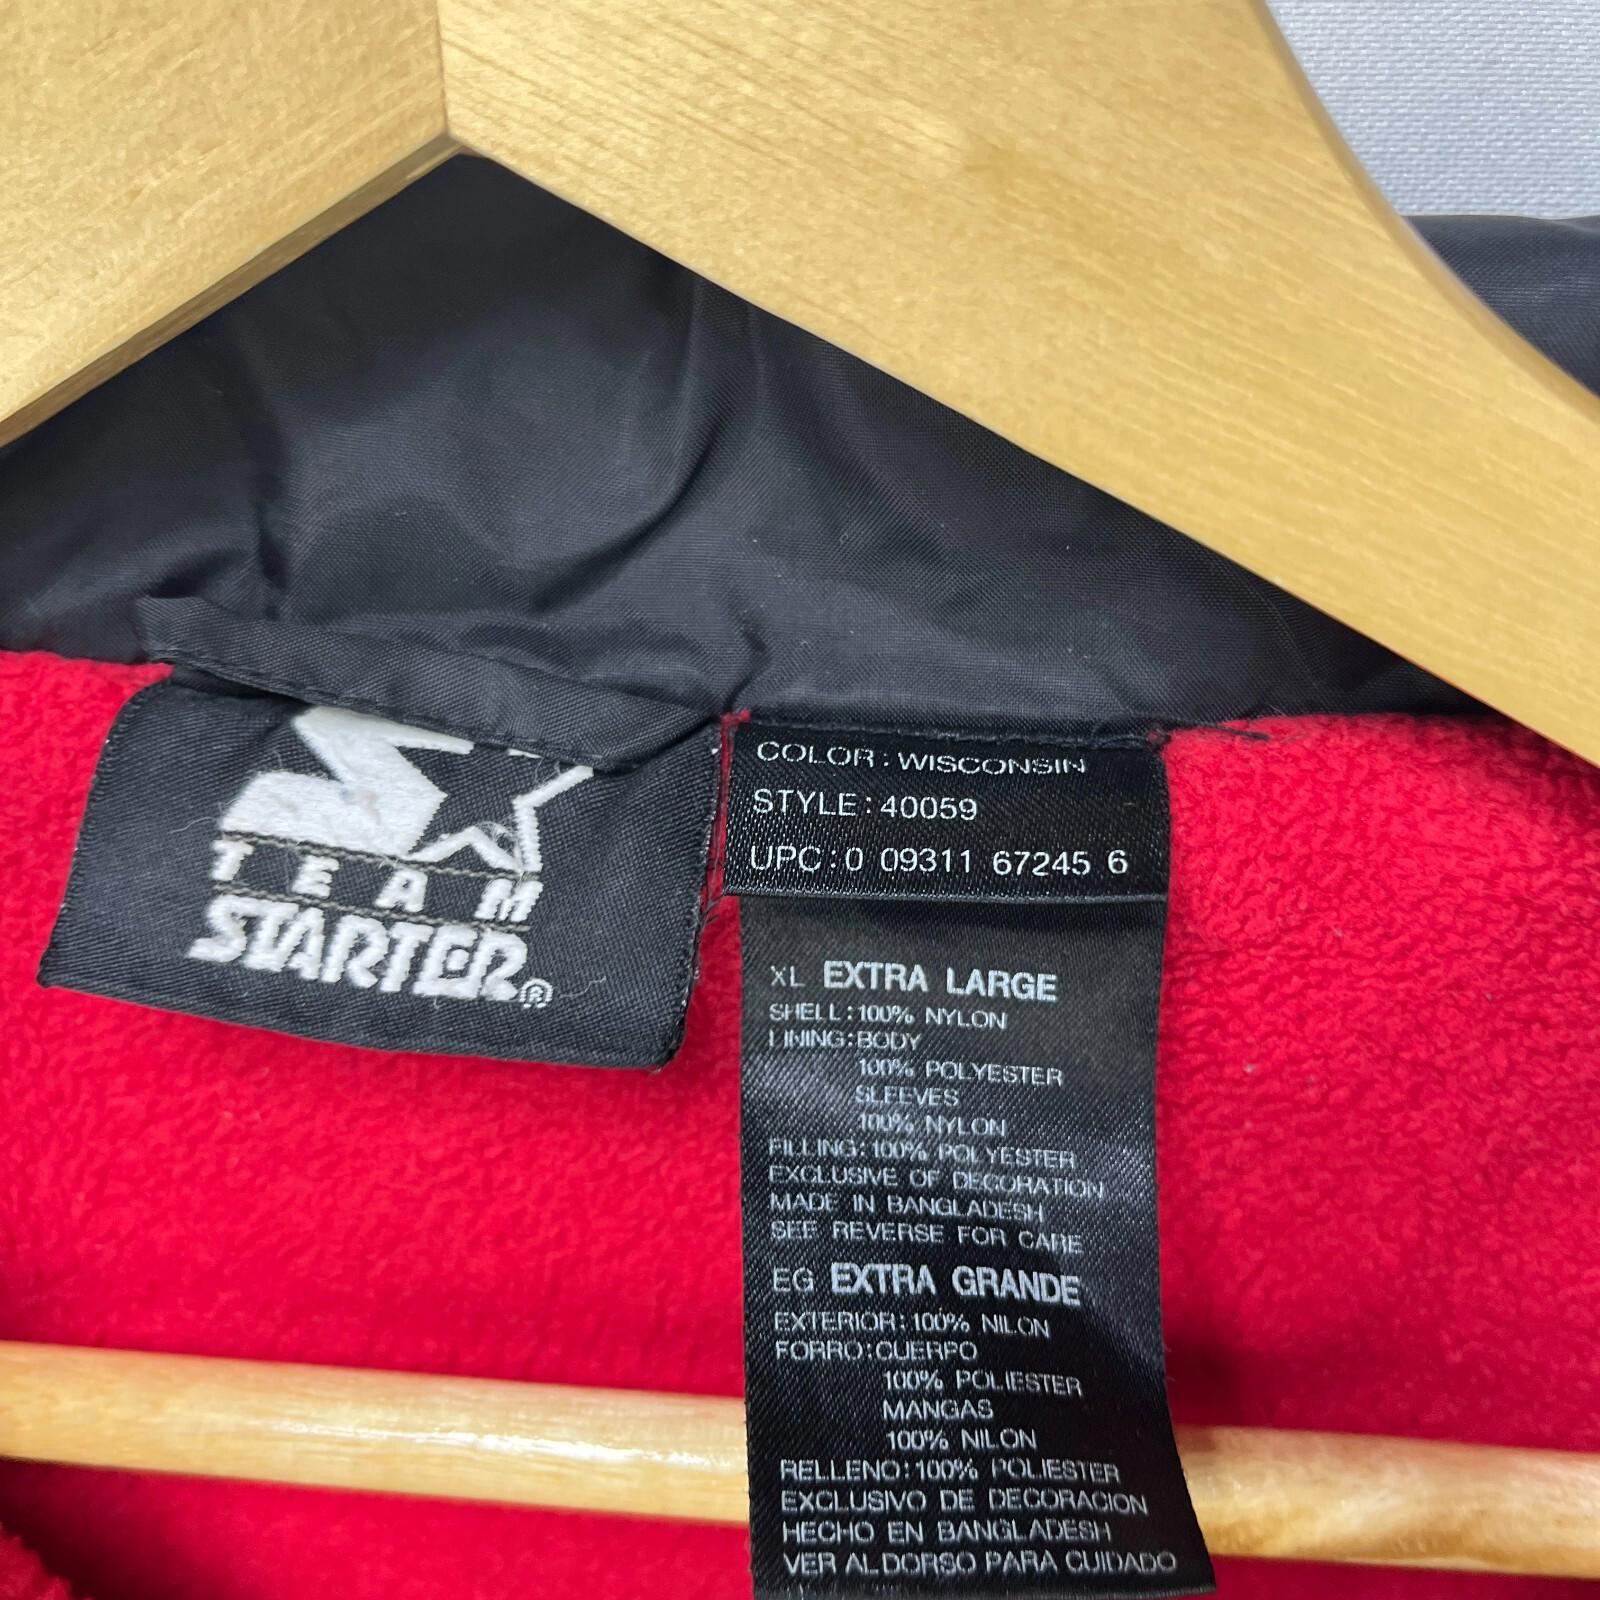 TEAM
STARTER®
COLOR: WISCONSIN
STYLE: 40059
UPC: 0 09311 67245 6
XL EXTRA LARGE
SHELL: 100% NYLON
LINING: BODY
100% POLYESTER
SLEEVES
100% NYLON
FILLING: 100% POLYESTER
EXCLUSIVE OF DECORATION
MADE IN BANGLADESH
SEE REVERSE FOR CARE
EG EXTRA GRANDE
EXTERIOR: 100% NILON
FORRO: CUERPO
100% POLIESTER
MANGAS
100% NILON
RELLENO: 100% POLIESTER
EXCLUSIVO DE DECORACION
HECHO EN BANGLADESH
VER AL DORSO PARA CUIDADO